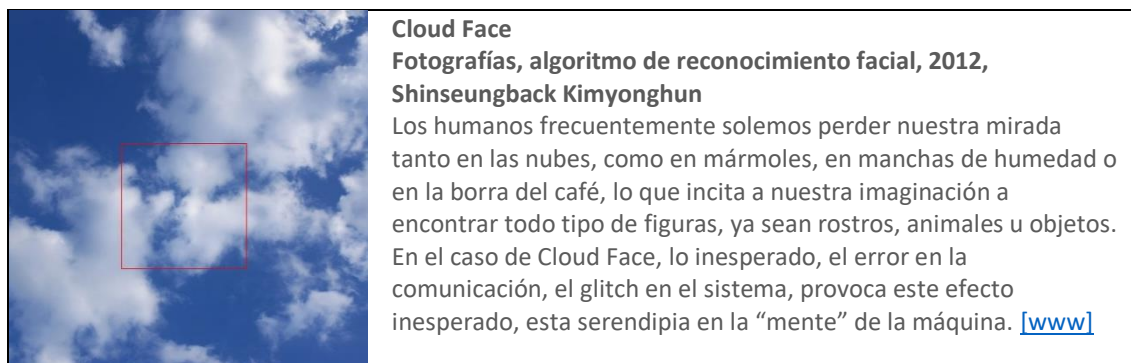 Cloud Face
Fotografías, algoritmo de reconocimiento facial, 2012,
Shinseungback Kimyonghun
Los humanos frecuentemente solemos perder nuestra mirada
tanto en las nubes, como en mármoles, en manchas de humedad o
en la borra del café, lo que incita a nuestra imaginación a
encontrar todo tipo de figuras, ya sean rostros, animales u objetos.
En el caso de Cloud Face, lo inesperado, el error en la
comunicación, el glitch en el sistema, provoca este efecto
inesperado, esta serendipia en la “mente” de la máquina. [www]